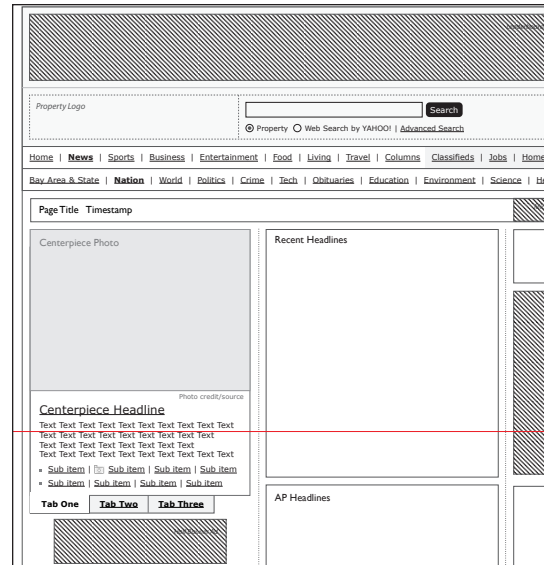 Property Logo
Search
Property Web Search by YAHOO! | Advanced Search
Home | News | Sports | Business | Entertainment | Food | Living | Travel | Columns Classifieds | Jobs | Home
Bay Area & State | Nation | World | Politics | Crime | Tech | Obituaries | Education | Environment | Science | He
Page Title Timestamp
Centerpiece Photo
Photo credit/source
Centerpiece Headline
Text Text Text Text Text Text Text Text Text Text
Text Text Text Text Text Text Text Text Text
Text Text Text Text Text Text Text Text
Text Text Text Text Text Text Text Text Text Text
Sub item | Sub item | Sub item | Sub item
Sub item | Sub item | Sub item | Sub item
Tab One Tab Two Tab Three
Recent Headlines
AP Headlines